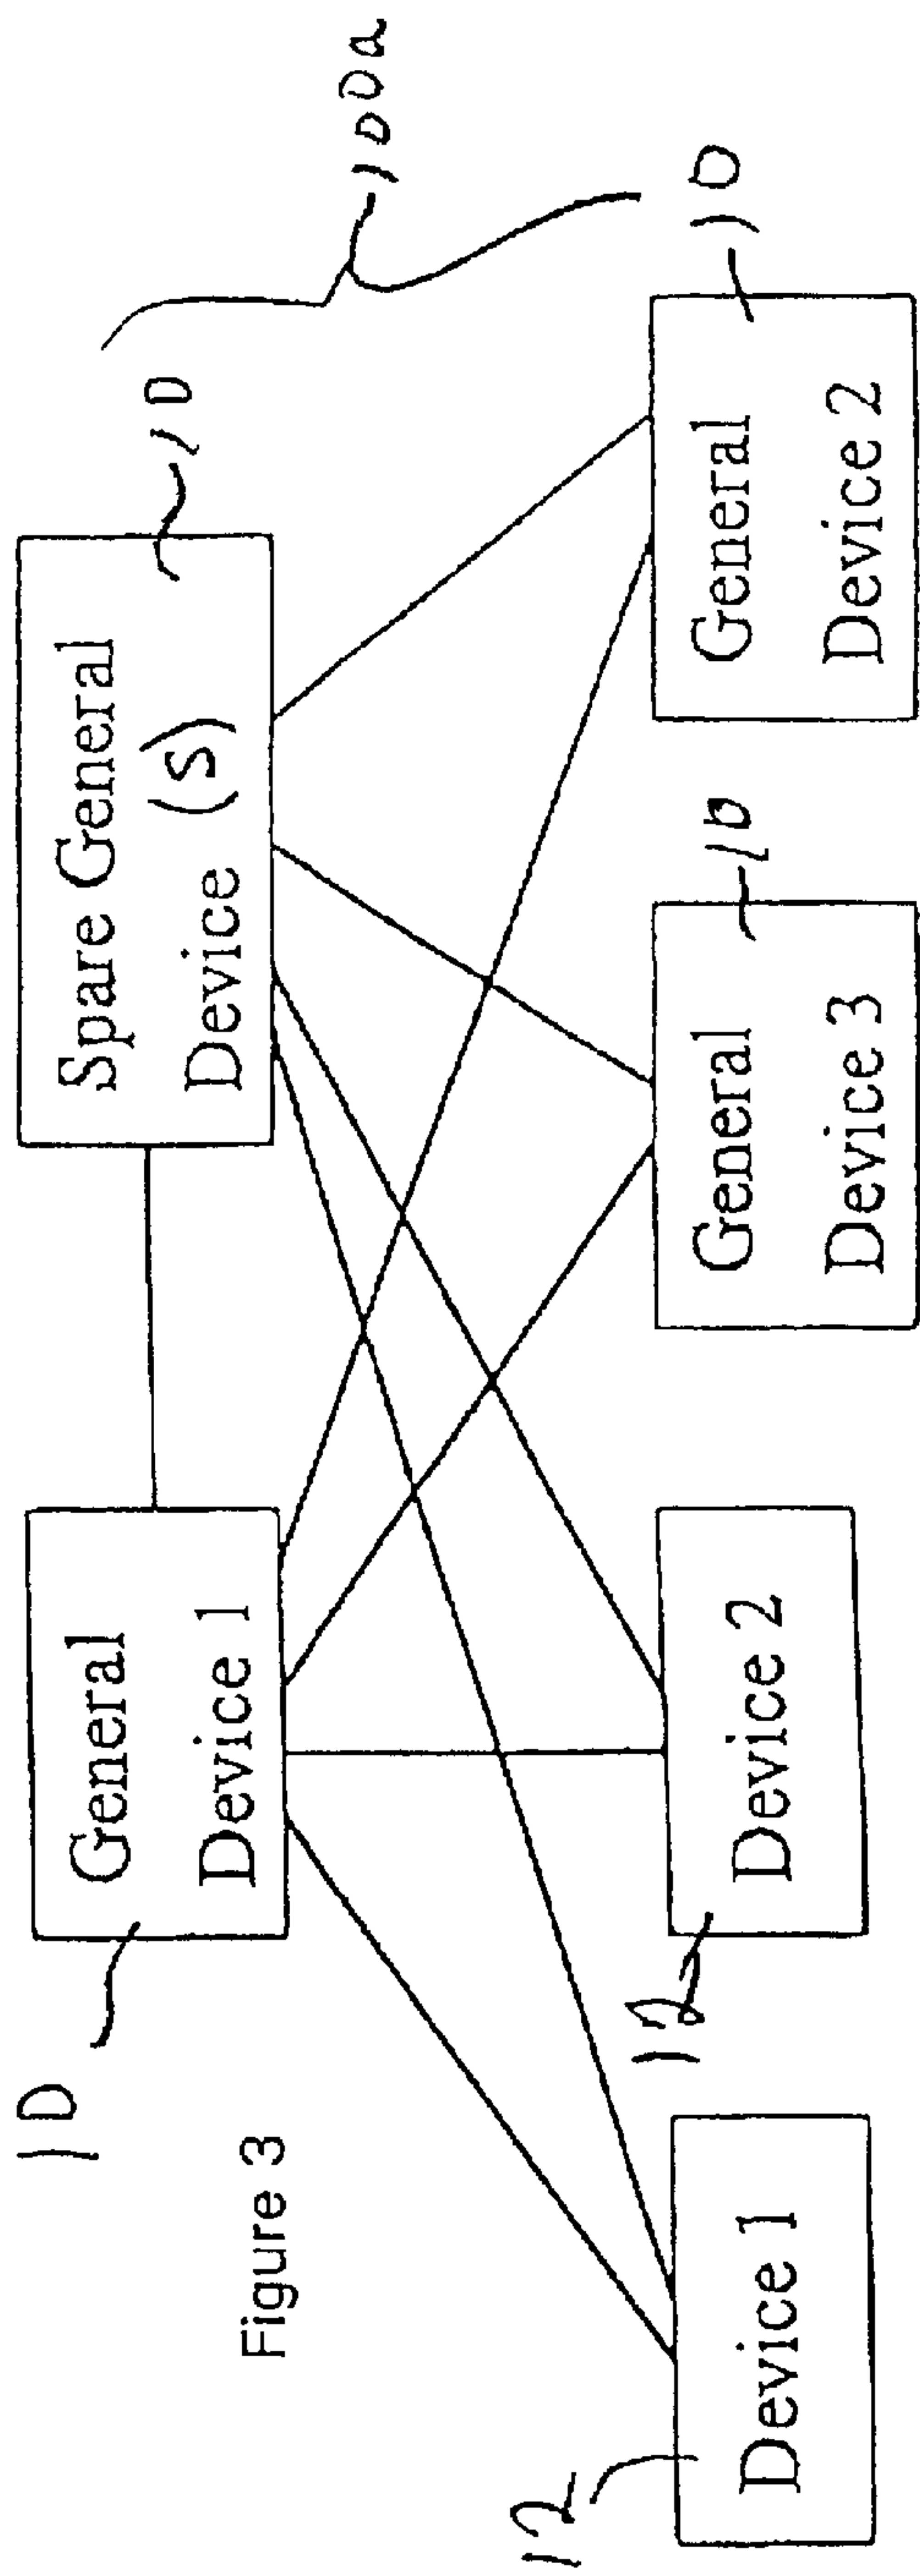 100a
10
General
Device 1
Spare General
Device (S)
10
Figure 3
12
Device 1
12
Device 2
General
Device 3
10
General
Device 2
10